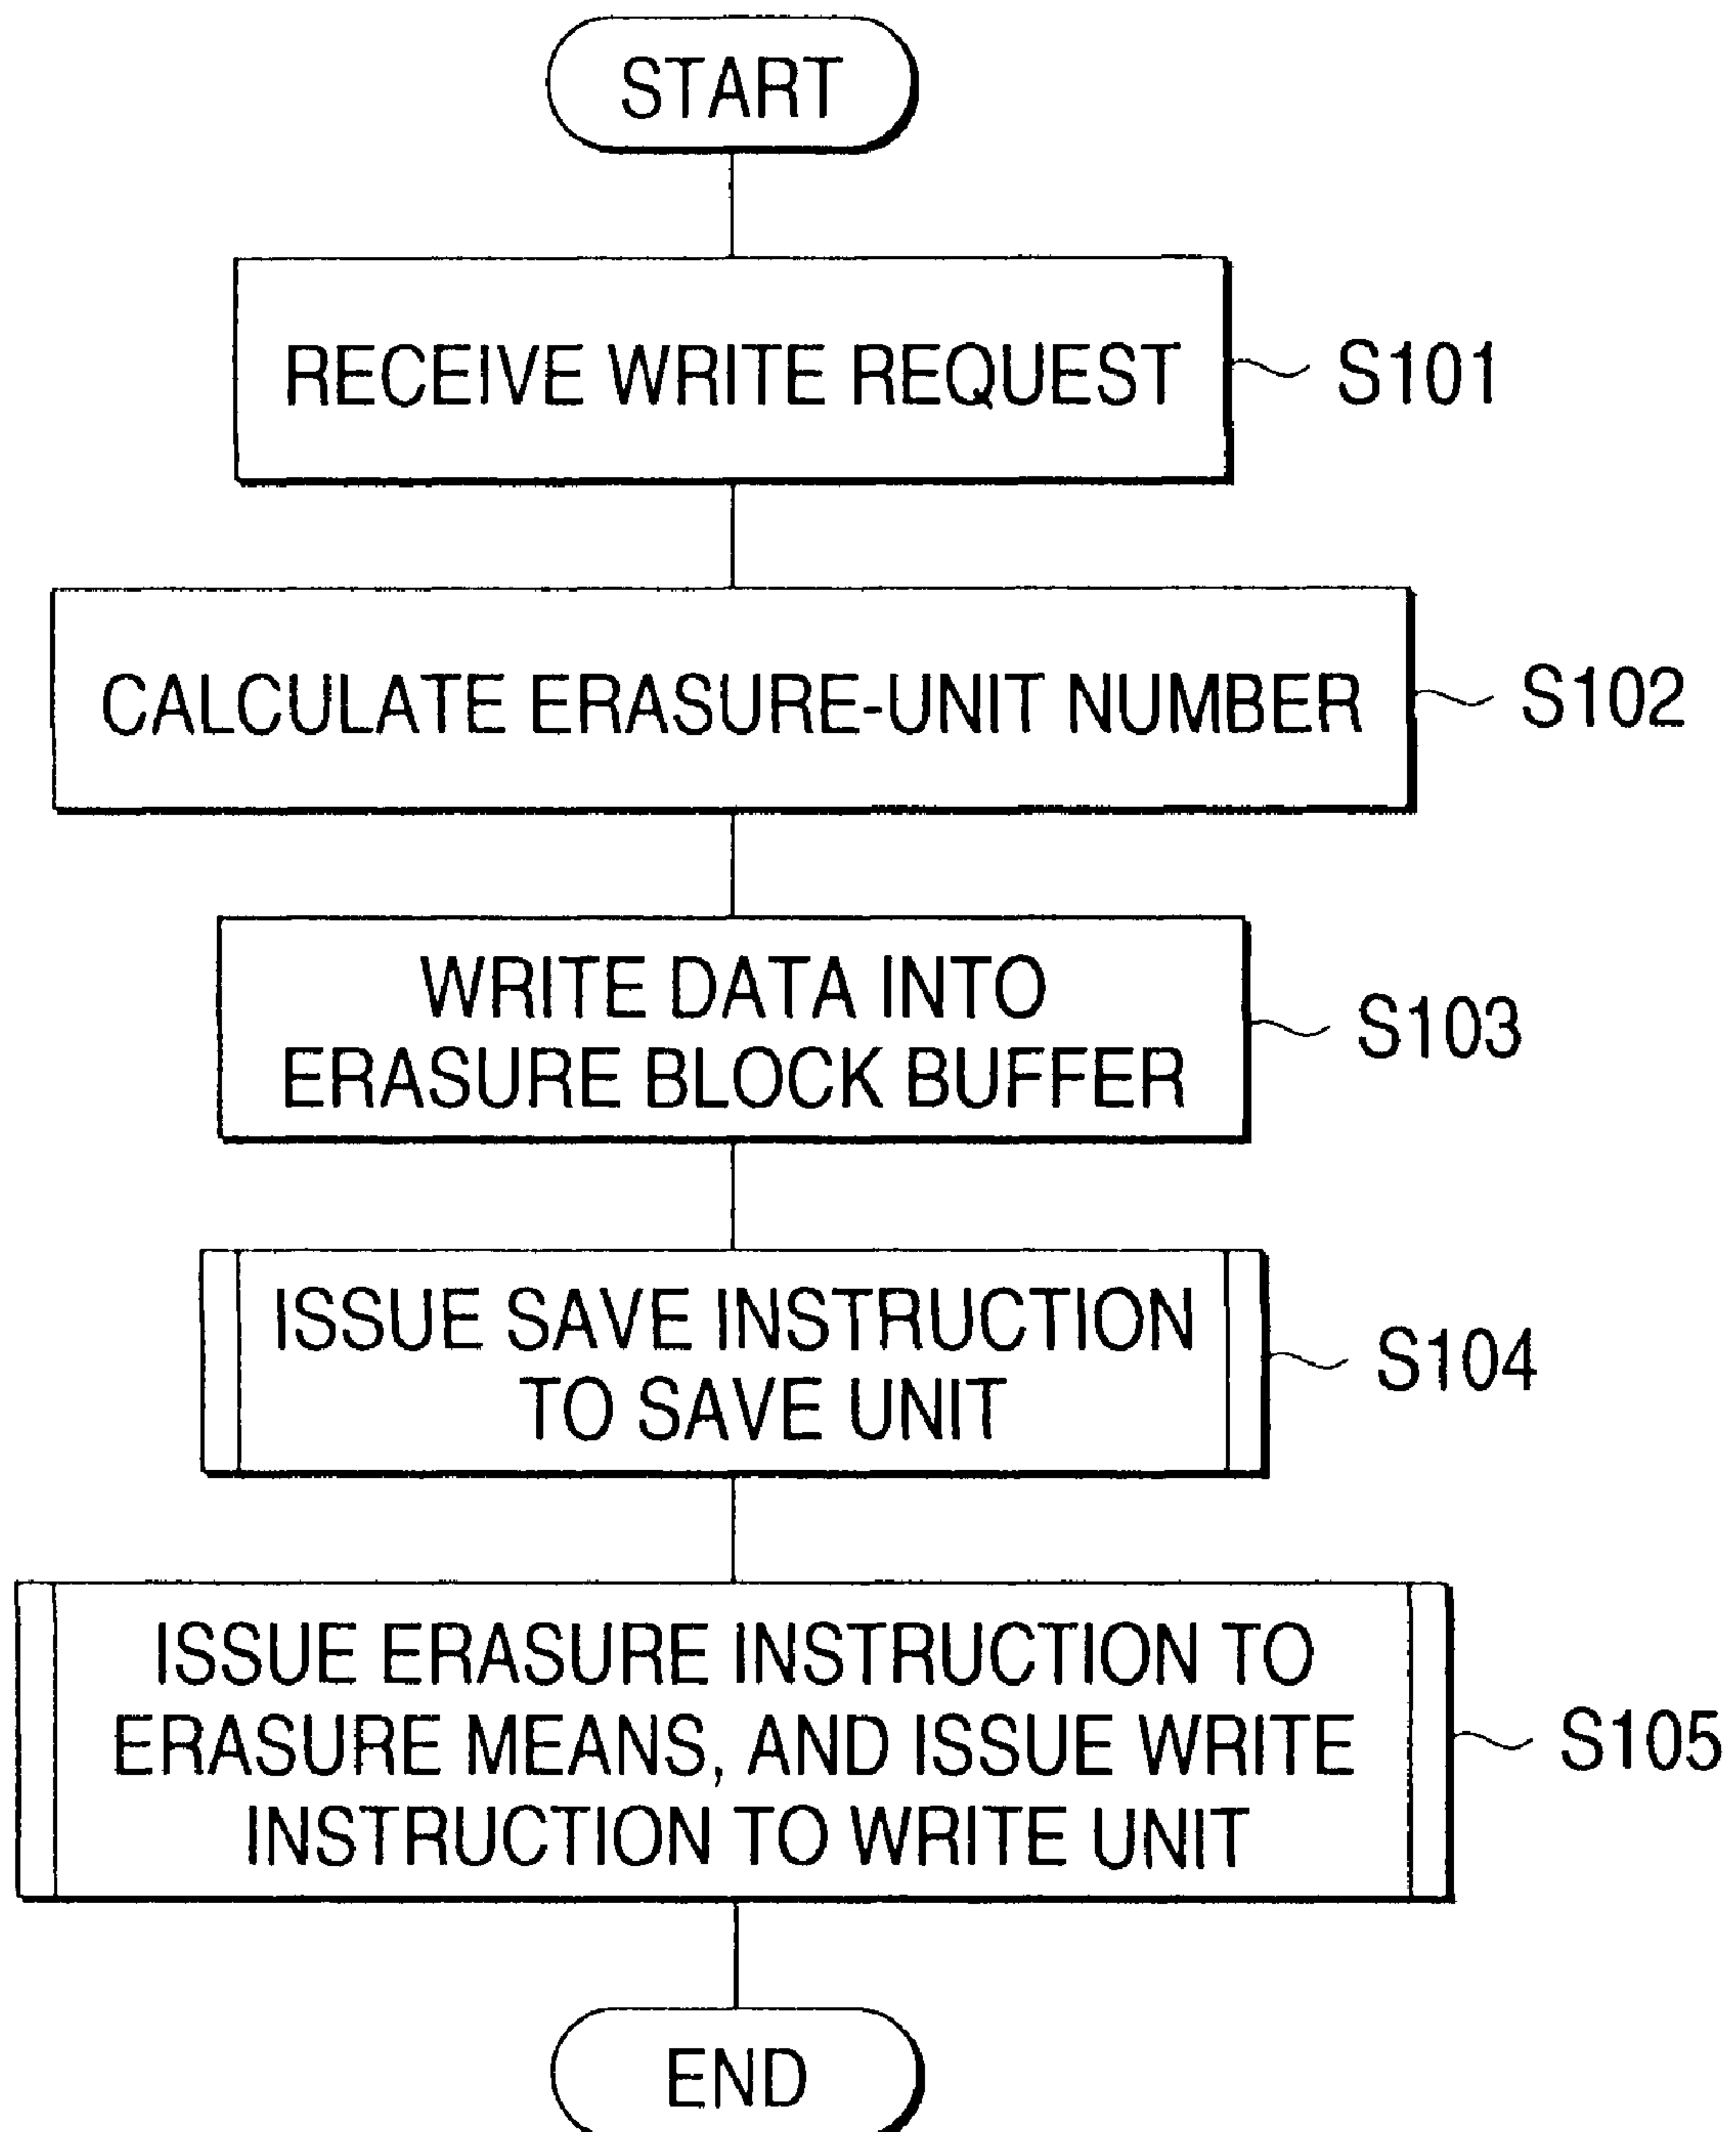 START
RECEIVE WRITE REQUEST
S101
CALCULATE ERASURE-UNIT NUMBER
S102
WRITE DATA INTO
ERASURE BLOCK BUFFER
S103
ISSUE SAVE INSTRUCTION
TO SAVE UNIT
S104
ISSUE ERASURE INSTRUCTION TO
ERASURE MEANS, AND ISSUE WRITE
INSTRUCTION TO WRITE UNIT
S105
END